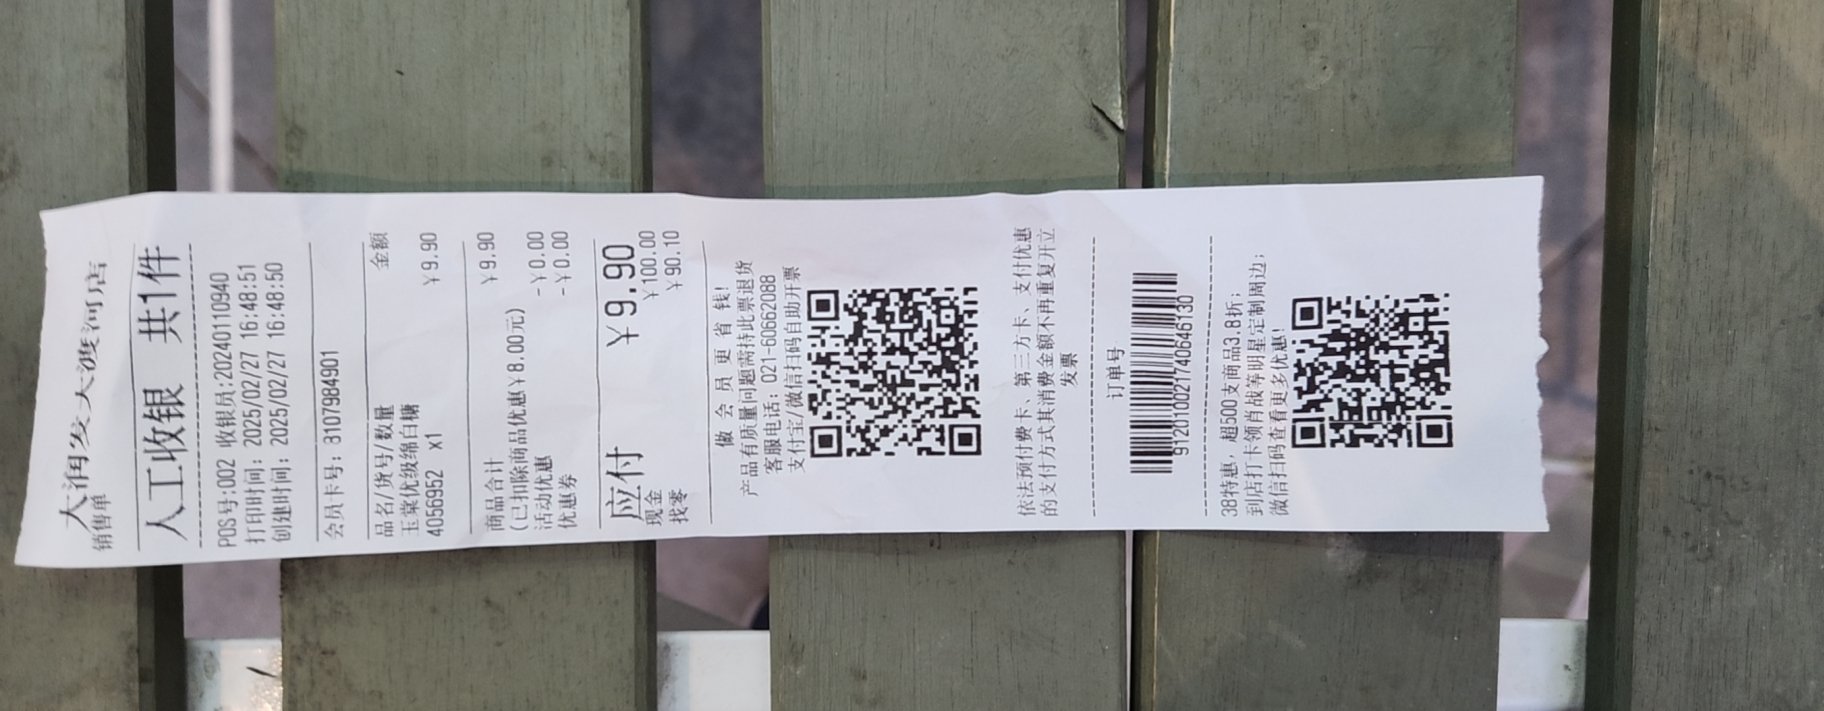 大润发大渡河店
销售单
人工收银 共1件
POS号:002 收银员:20240110940
打印时间: 2025/02/27 16:48:51
创建时间: 2025/02/27 16:48:50
会员卡号: 3107984901
品名/货号/数量 金额
玉棠优级绵白糖
4056952 x1 ￥9.90
商品合计 ￥9.90
(已扣除商品优惠￥8.00元)
活动优惠 -￥0.00
优惠券 -￥0.00
应付 ￥9.90
现金 ￥100.00
找零 ￥90.10
做会员更省钱!
产品有质量问题需持此票退货
客服电话: 021-60662088
支付宝/微信扫码自助开票
依法预付费卡、第三方卡、支付优惠
的支付方式其消费金额不再重复开立
发票
订单号
9120100217406461​30
38特惠, 超500支商品3.8折;
到店打卡领肖战等明星定制周边;
微信扫码查看更多优惠!